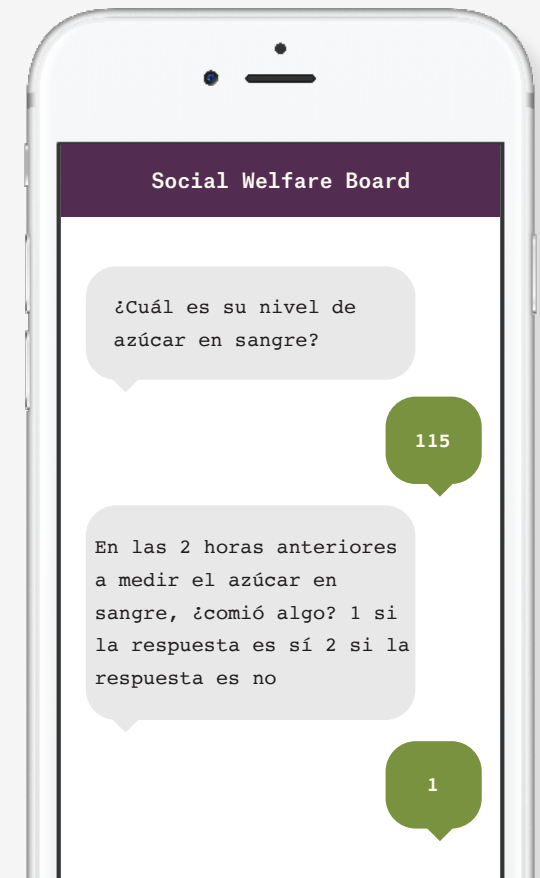 Social Welfare Board
¿Cuál es su nivel de
azúcar en sangre?
115
En las 2 horas anteriores
a medir el azúcar en
sangre, ¿comió algo? 1 si
la respuesta es sí 2 si la
respuesta es no
1